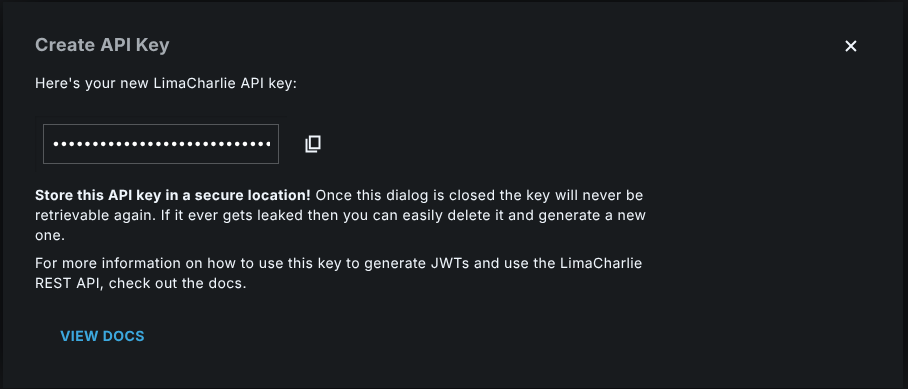 Create API Key
Here's your new LimaCharlie API key:
••••••••••••••••••••••••••••
Store this API key in a secure location! Once this dialog is closed the key will never be
retrievable again. If it ever gets leaked then you can easily delete it and generate a new
one.
For more information on how to use this key to generate JWTs and use the LimaCharlie
REST API, check out the docs.
VIEW DOCS